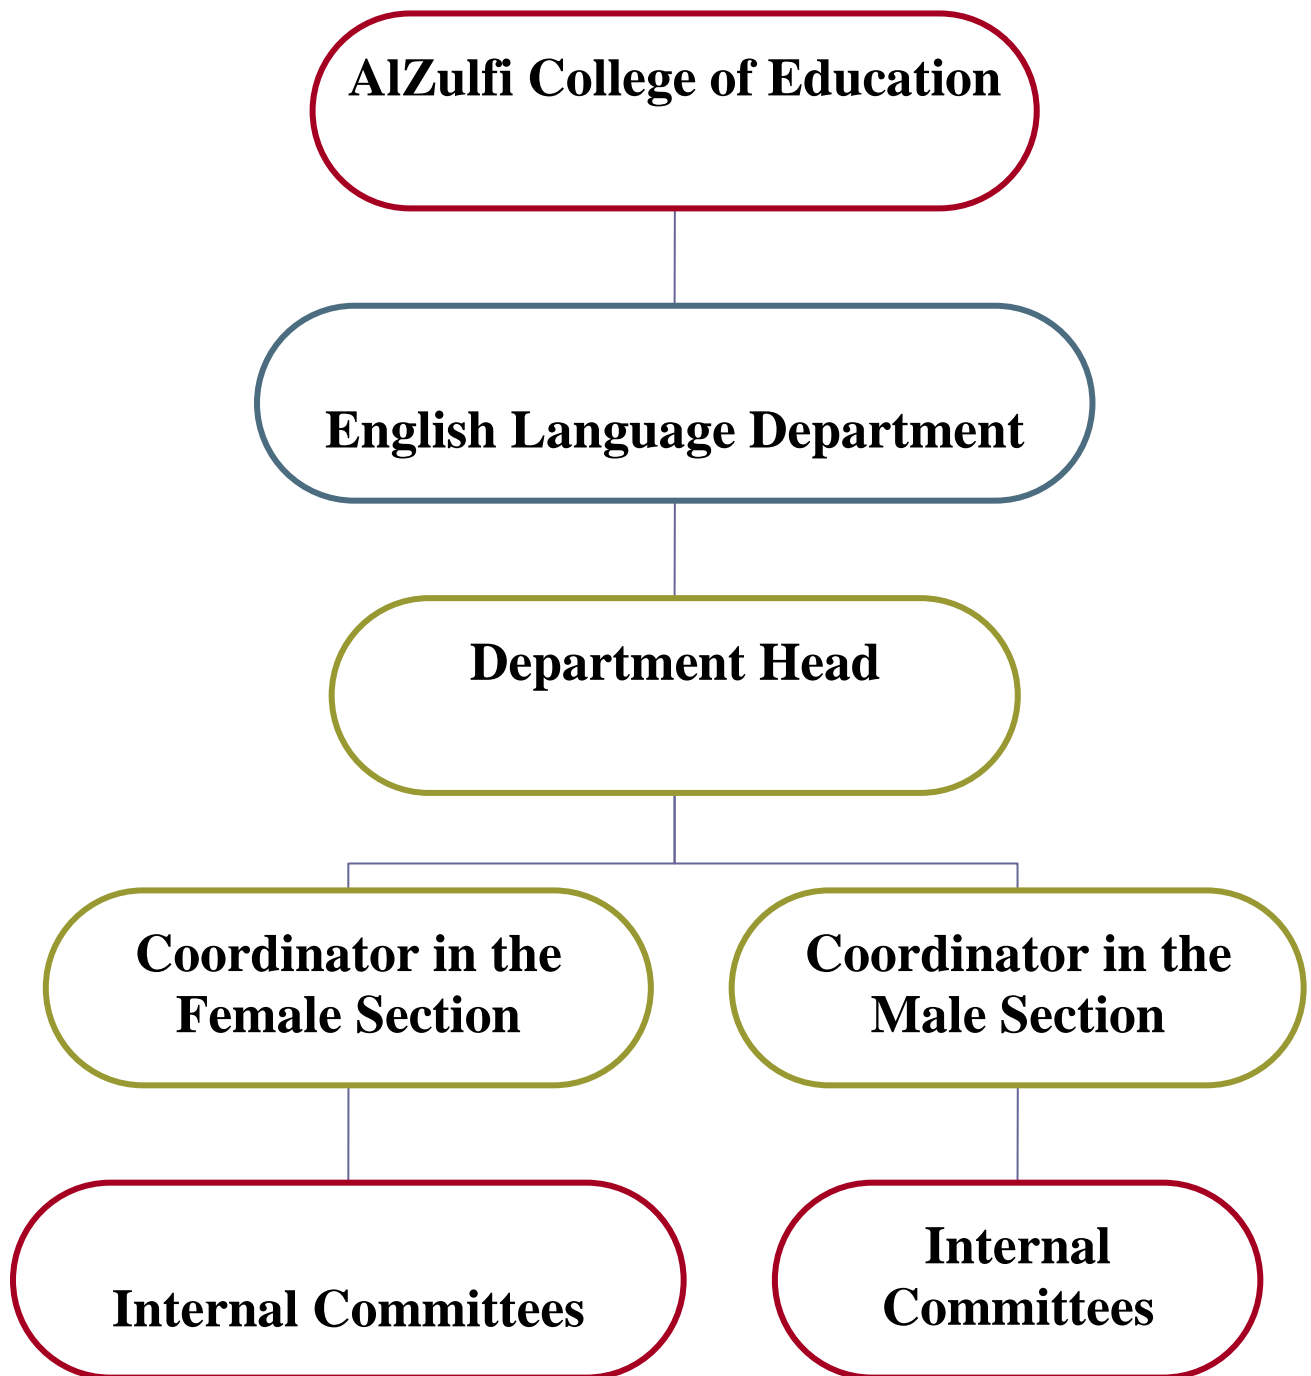 AlZulfi College of Education
English Language Department
Department Head
Coordinator in the
Female Section
Coordinator in the
Male Section
Internal Committees
Internal
Committees